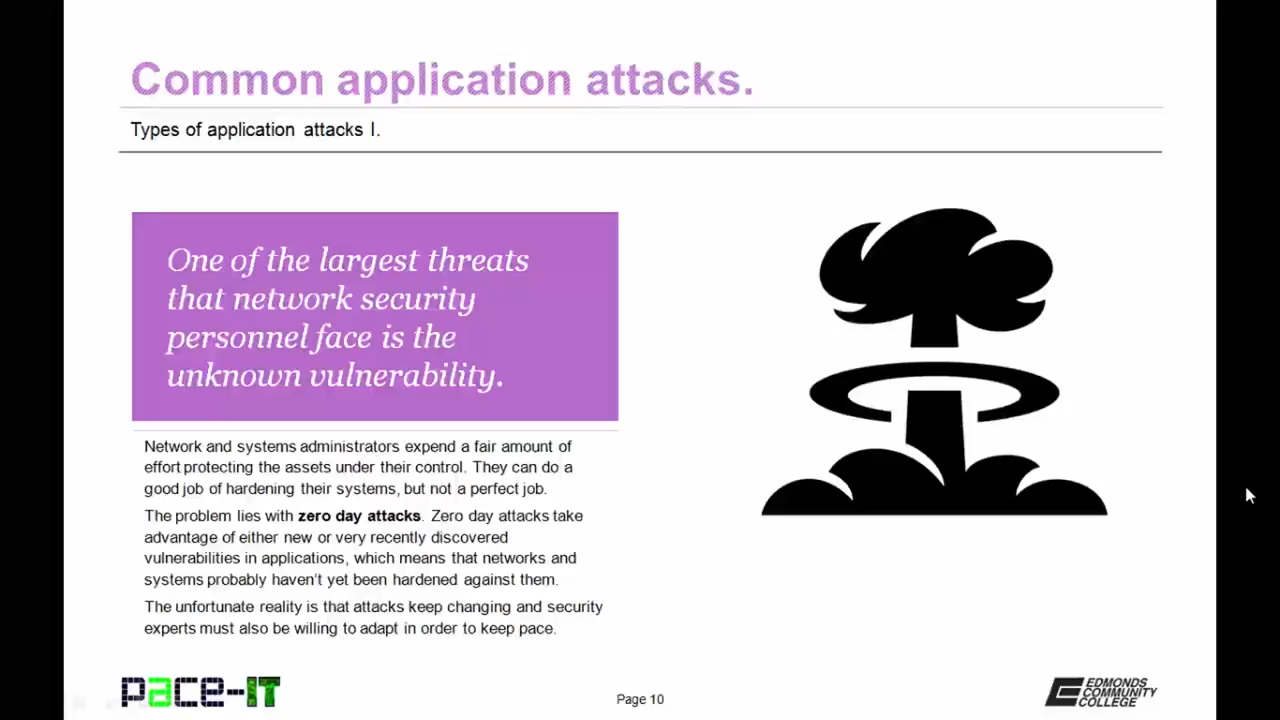 Common application attacks.
Types of application attacks I.
One of the largest threats
that network security
personnel face is the
unknown vulnerability.
Network and systems administrators expend a fair amount of
effort protecting the assets under their control. They can do a
good job of hardening their systems, but not a perfect job.
The problem lies with zero day attacks. Zero day attacks take
advantage of either new or very recently discovered
vulnerabilities in applications, which means that networks and
systems probably haven't yet been hardened against them.
The unfortunate reality is that attacks keep changing and security
experts must also be willing to adapt in order to keep pace.
pace-IT
Page 10
EDMONDS
COMMUNITY
COLLEGE